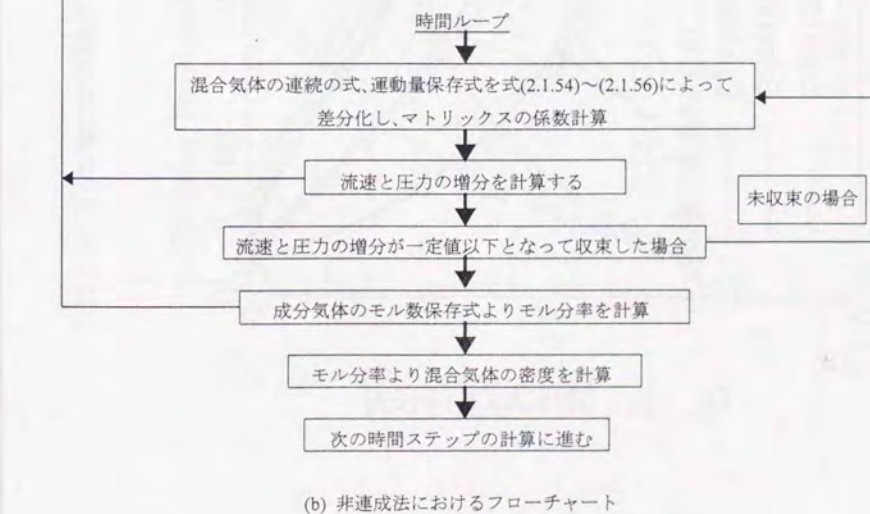 時間ループ
混合気体の連続の式、運動量保存式を式(2.1.54)～(2.1.56)によって
差分化し、マトリックスの係数計算
流速と圧力の増分を計算する
未収束の場合
流速と圧力の増分が一定値以下となって収束した場合
成分気体のモル数保存式よりモル分率を計算
モル分率より混合気体の密度を計算
次の時間ステップの計算に進む
(b) 非連成法におけるフローチャート